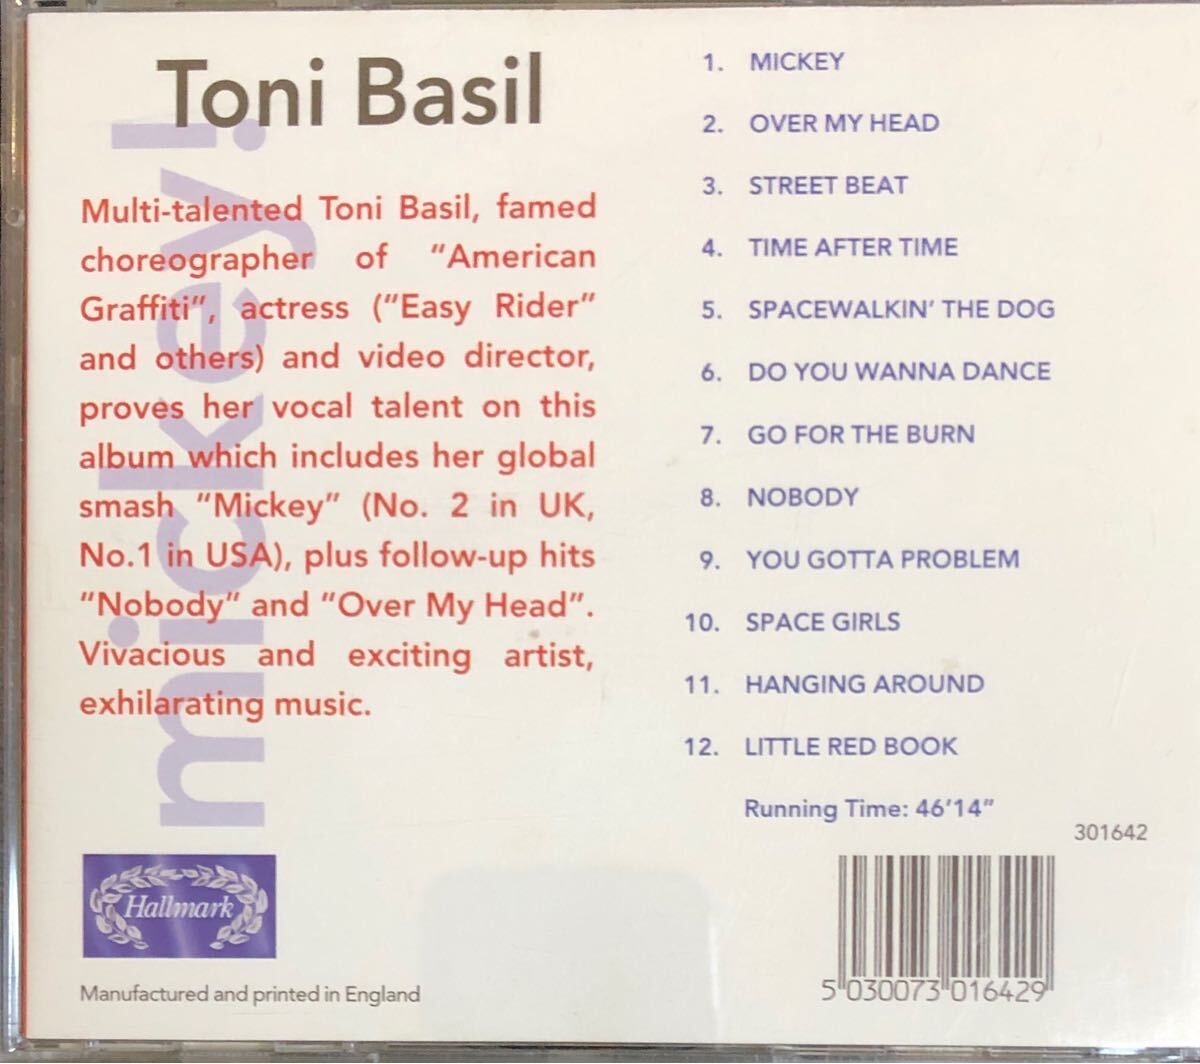 Toni Basil
mickey!
Multi-talented Toni Basil, famed
choreographer of "American
Graffiti", actress ("Easy Rider"
and others) and video director,
proves her vocal talent on this
album which includes her global
smash "Mickey" (No. 2 in UK,
No.1 in USA), plus follow-up hits
"Nobody" and "Over My Head".
Vivacious and exciting artist,
exhilarating music.
1. MICKEY
2. OVER MY HEAD
3. STREET BEAT
4. TIME AFTER TIME
5. SPACEWALKIN' THE DOG
6. DO YOU WANNA DANCE
7. GO FOR THE BURN
8. NOBODY
9. YOU GOTTA PROBLEM
10. SPACE GIRLS
11. HANGING AROUND
12. LITTLE RED BOOK
Running Time: 46'14"
301642
Hallmark
Manufactured and printed in England
5 030073 016429